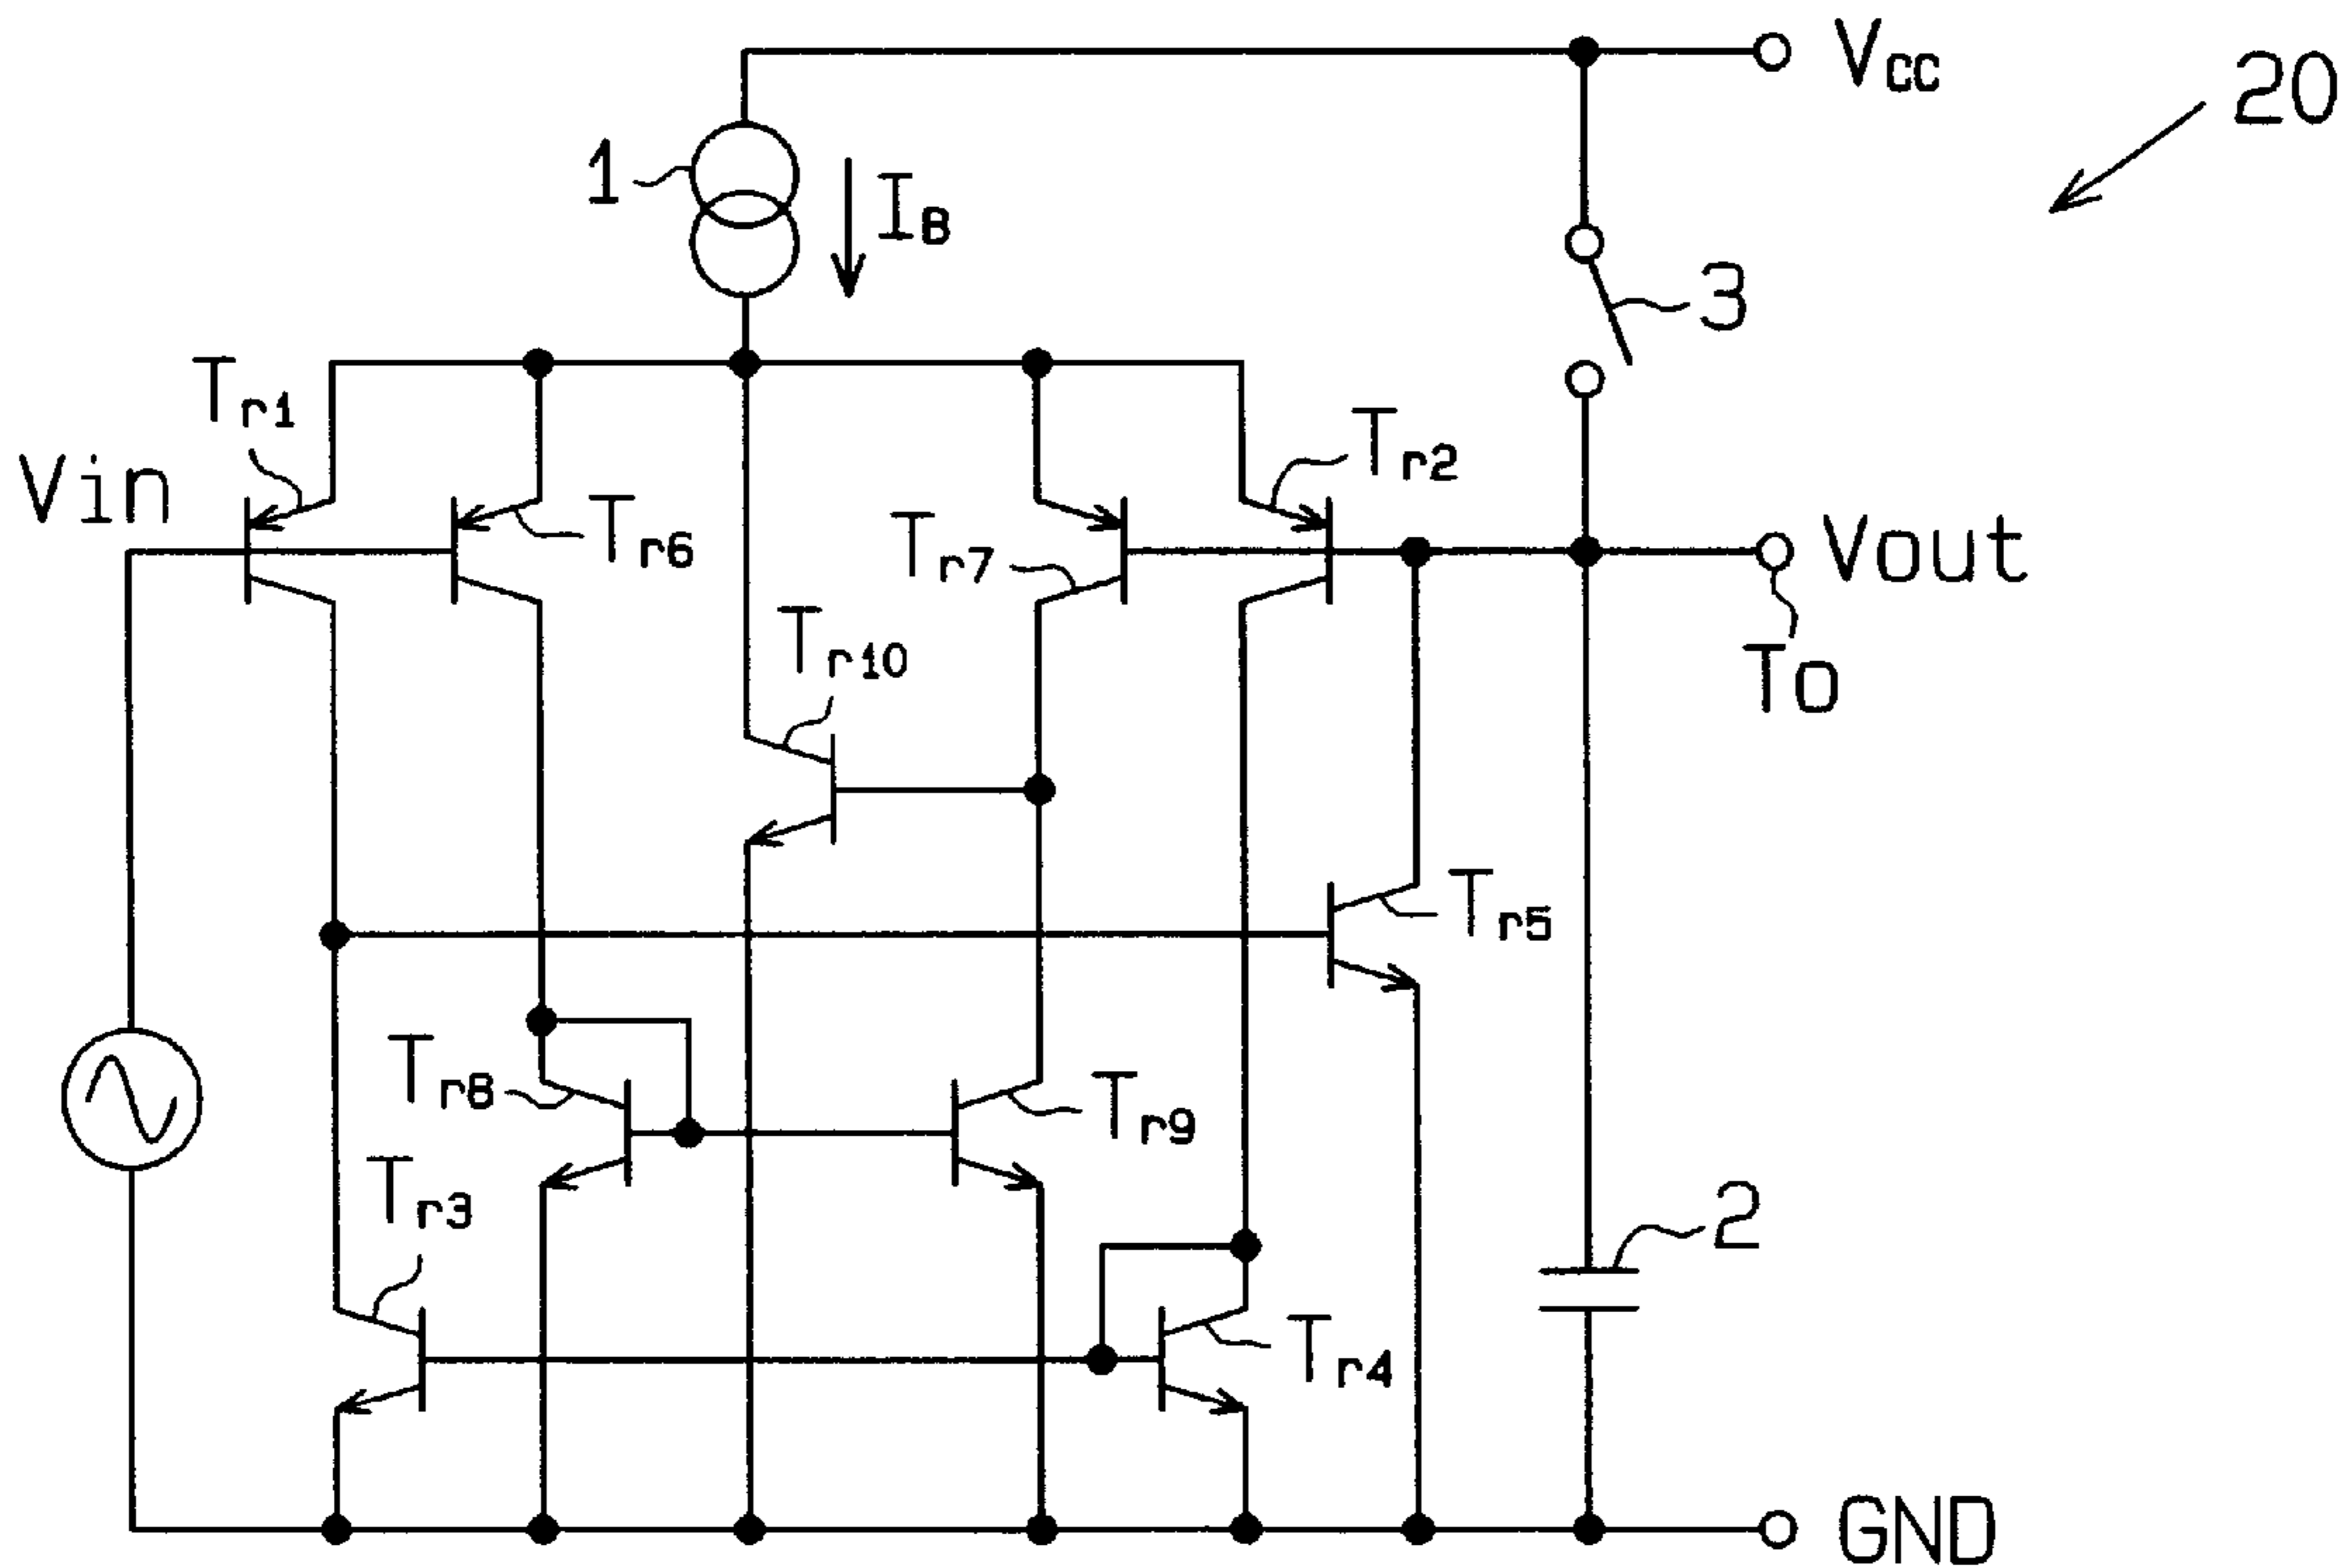 Vcc
20
1
IB
3
Tr1
Tr2
Vin
Tr6
Tr7
Vout
Tr10
To
Tr5
Tr8
Tr9
Tr3
2
Tr4
GND